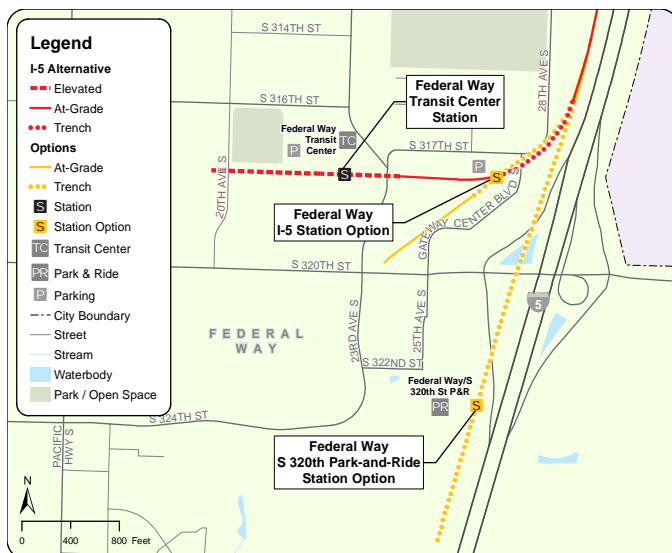 Legend
I-5 Alternative
Elevated
At-Grade
Trench
Options
At-Grade
Trench
S Station
S Station Option
TC Transit Center
PR Park & Ride
P Parking
City Boundary
Street
Stream
Waterbody
Park / Open Space
N
0 400 800 Feet
S 314TH ST
S 316TH ST
28TH AVE S
Federal Way
Transit Center
Station
Federal Way
Transit
Center
TC
P
S 317TH ST
P
S
S
20TH AVE S
Federal Way
I-5 Station Option
GATEWAY CENTER BLVD S
S 320TH ST
5
FEDERAL
WAY
23RD AVE S
25TH AVE S
S 322ND ST
Federal Way/S
320th St P&R
PR
S
S 324TH ST
PACIFIC
HWY S
Federal Way
S 320th Park-and-Ride
Station Option